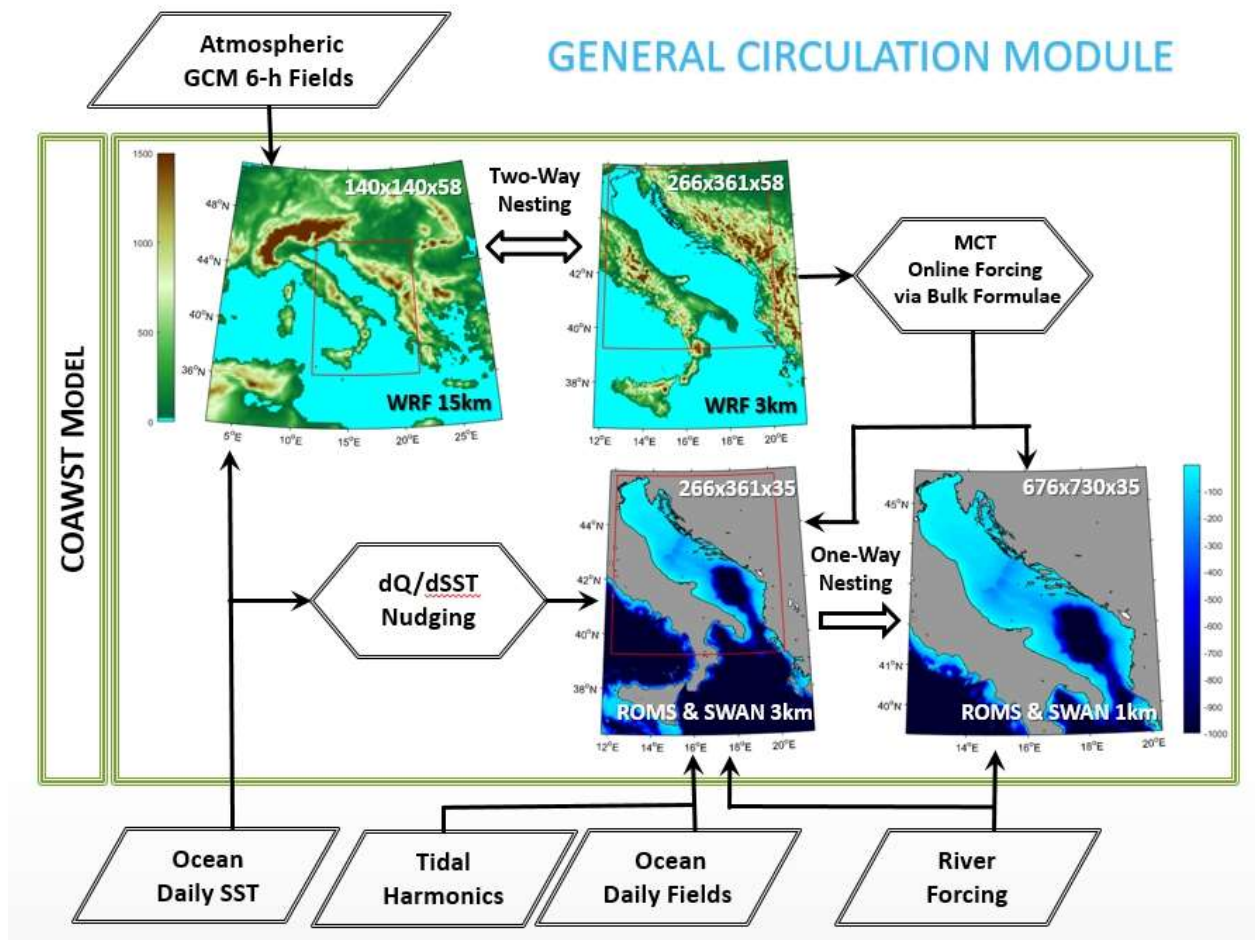 Atmospheric
GCM 6-h Fields
GENERAL CIRCULATION MODULE
COAWST MODEL
1500
1000
500
0
140x140x58
48°N
44°N
40°N
36°N
WRF 15km
5°E
10°E
15°E
20°E
25°E
Two-Way
Nesting
266x361x58
42°N
40°N
38°N
WRF 3km
12°E
14°E
16°E
18°E
20°E
MCT
Online Forcing
via Bulk Formulae
dQ/dSST
Nudging
266x361x35
44°N
42°N
40°N
38°N
ROMS & SWAN 3km
12°E
14°E
16°E
18°E
20°E
One-Way
Nesting
676x730x35
45°N
42°N
41°N
40°N
ROMS & SWAN 1km
14°E
16°E
18°E
20°E
-100
-200
-300
-400
-500
-600
-700
-800
-900
-1000
Ocean
Daily SST
Tidal
Harmonics
Ocean
Daily Fields
River
Forcing